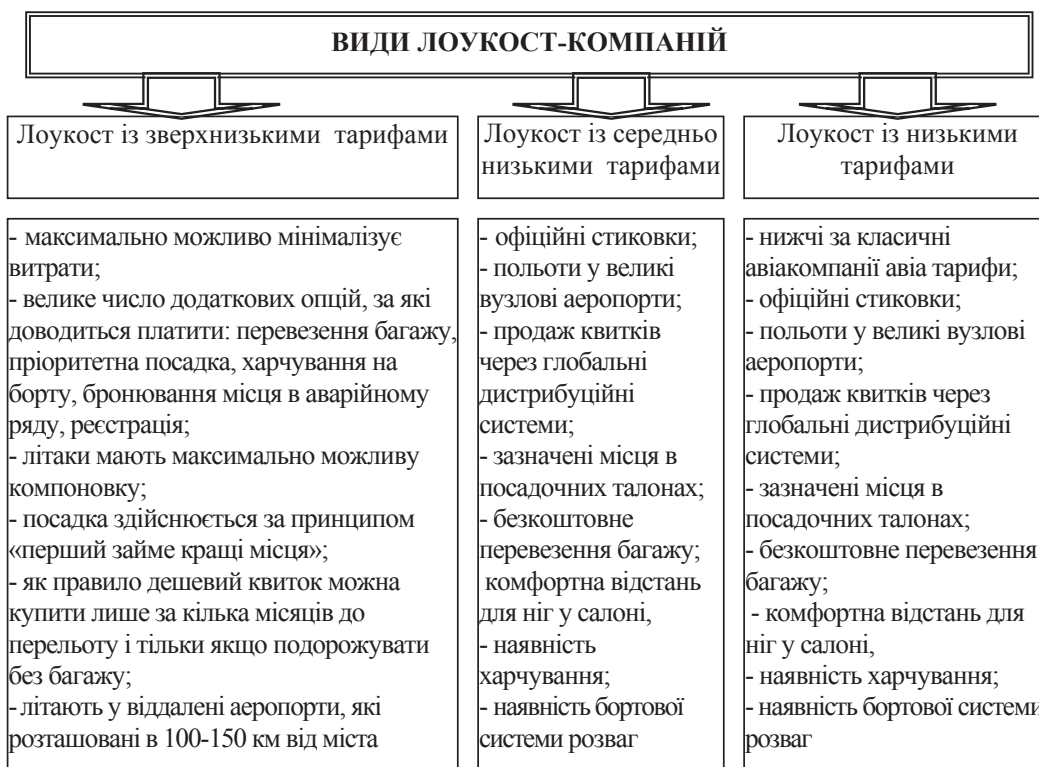 ВИДИ ЛОУКОСТ-КОМПАНІЙ
Лоукост із зверхнизькими тарифами
Лоукост із середньо
низькими тарифами
Лоукост із низькими
тарифами
- максимально можливо мінімалізує
витрати;
- велике число додаткових опцій, за які
доводиться платити: перевезення багажу,
пріоритетна посадка, харчування на
борту, бронювання місця в аварійному
ряду, реєстрація;
- літаки мають максимально можливу
компоновку;
- посадка здійснюється за принципом
«перший займе кращі місця»;
- як правило дешевий квиток можна
купити лише за кілька місяців до
перельоту і тільки якщо подорожувати
без багажу;
- літають у віддалені аеропорти, які
розташовані в 100-150 км від міста
- офіційні стиковки;
- польоти у великі
вузлові аеропорти;
- продаж квитків
через глобальні
дистрибуційні
системи;
- зазначені місця в
посадочних талонах;
- безкоштовне
перевезення багажу;
комфортна відстань
для ніг у салоні,
- наявність
харчування;
- наявність бортової
системи розваг
- нижчі за класичні
авіакомпанії авіа тарифи;
- офіційні стиковки;
- польоти у великі вузлові
аеропорти;
- продаж квитків через
глобальні дистрибуційні
системи;
- зазначені місця в
посадочних талонах;
- безкоштовне перевезення
багажу;
- комфортна відстань для
ніг у салоні,
- наявність харчування;
- наявність бортової системи
розваг